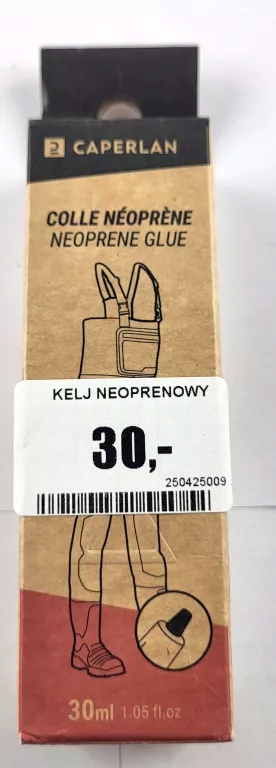 CAPERLAN
COLLE NÉOPRÈNE
NEOPRENE GLUE
KELJ NEOPRENOWY
30,-
250425009
30ml 1.05 fl.oz